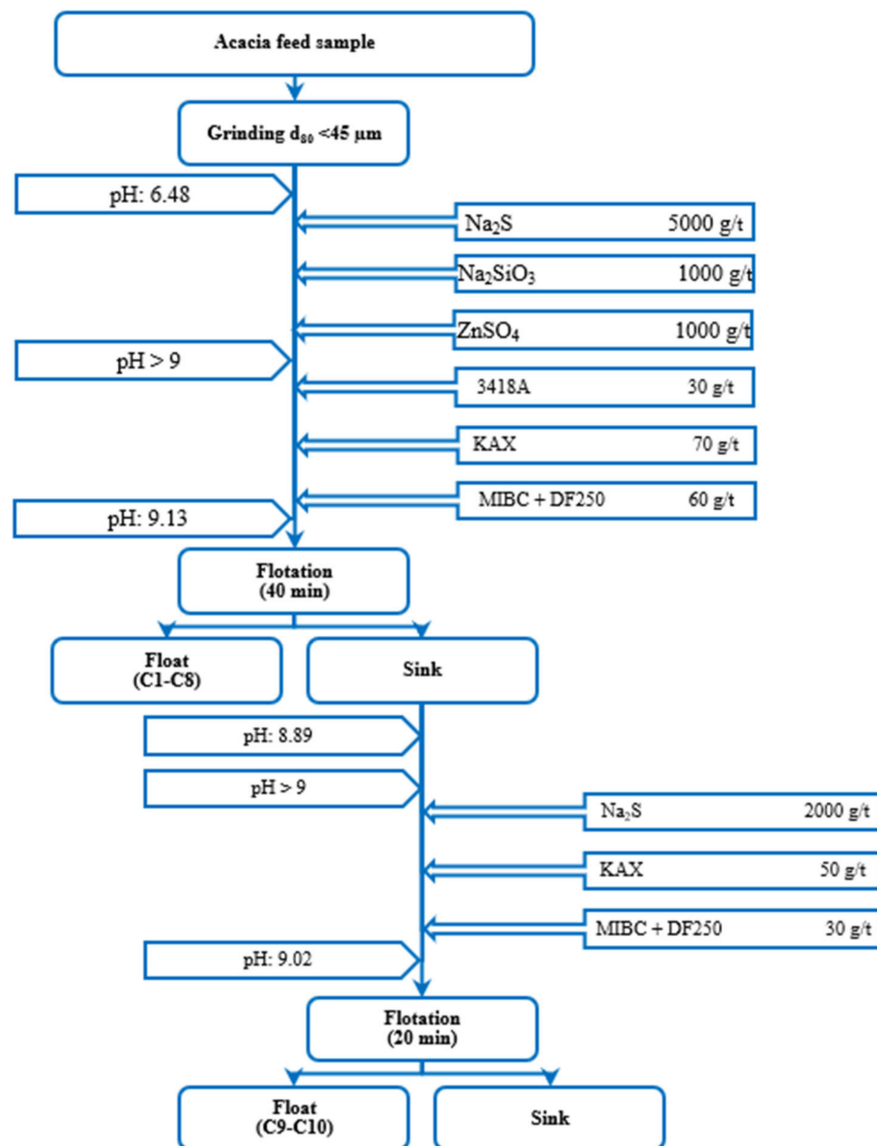 Acacia feed sample
Grinding d₈₀ <45 µm
pH: 6.48
Na₂S 5000 g/t
Na₂SiO₃ 1000 g/t
ZnSO₄ 1000 g/t
pH > 9
3418A 30 g/t
KAX 70 g/t
MIBC + DF250 60 g/t
pH: 9.13
Flotation
(40 min)
Float
(C1-C8)
Sink
pH: 8.89
pH > 9
Na₂S 2000 g/t
KAX 50 g/t
MIBC + DF250 30 g/t
pH: 9.02
Flotation
(20 min)
Float
(C9-C10)
Sink